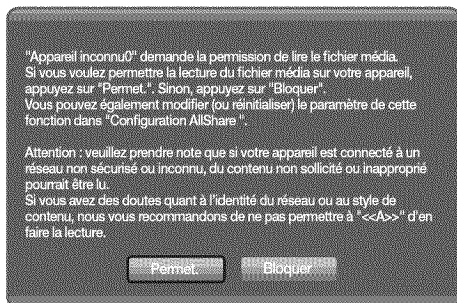 "Appareil inconnu0" demande la permission de lire le fichier média.
Si vous voulez permettre la lecture du fichier média sur votre appareil,
appuyez sur "Permet.". Sinon, appuyez sur "Bloquer".
Vous pouvez également modifier (ou réinitialiser) le paramètre de cette
fonction dans "Configuration AllShare ".
Attention : veuillez prendre note que si votre appareil est connecté à un
réseau non sécurisé ou inconnu, du contenu non sollicité ou inapproprié
pourrait être lu.
Si vous avez des doutes quant à l'identité du réseau ou au style de
contenu, nous vous recommandons de ne pas permettre à "<<A>>" d'en
faire la lecture.
Permet. Bloquer